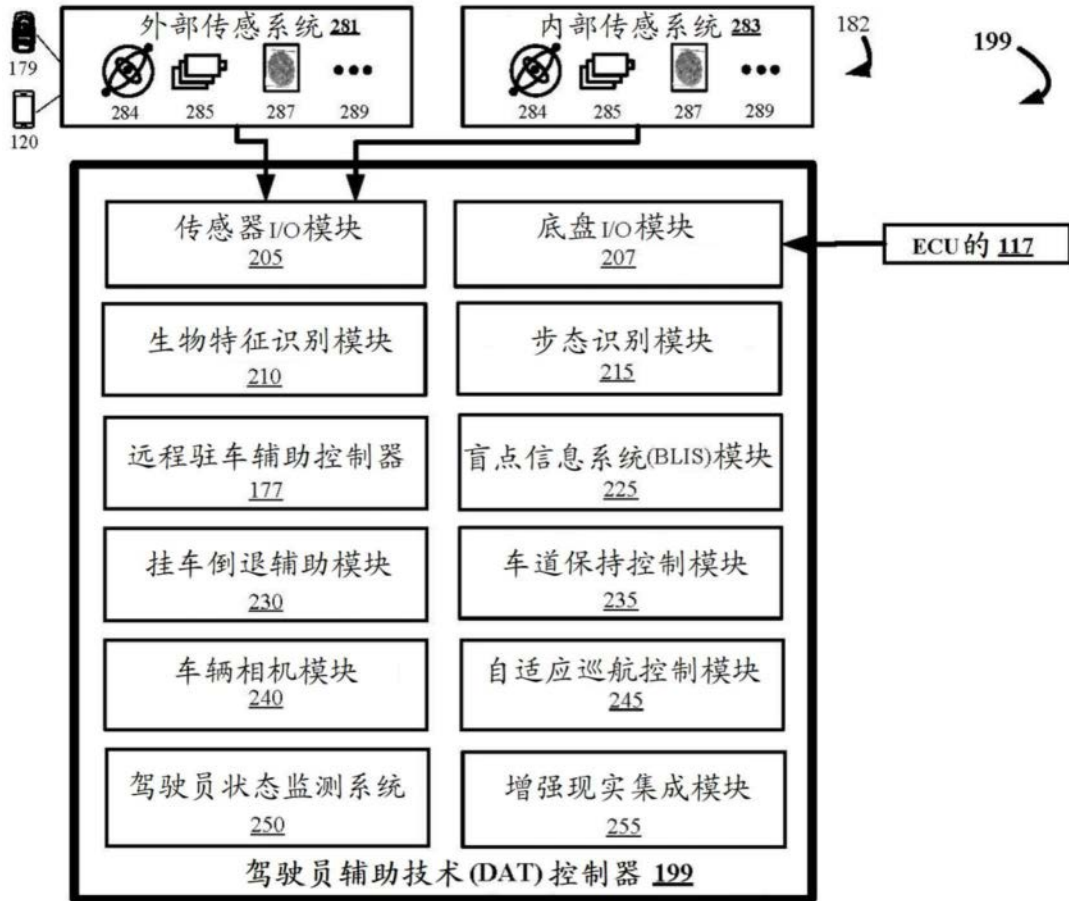 外部传感系统 281
284 285 287 289
179
120
内部传感系统 283
284 285 287 289
182
199
传感器I/O模块
205
底盘I/O模块
207
ECU的 117
生物特征识别模块
210
步态识别模块
215
远程驻车辅助控制器
177
盲点信息系统(BLIS)模块
225
挂车倒退辅助模块
230
车道保持控制模块
235
车辆相机模块
240
自适应巡航控制模块
245
驾驶员状态监测系统
250
增强现实集成模块
255
驾驶员辅助技术(DAT)控制器 199